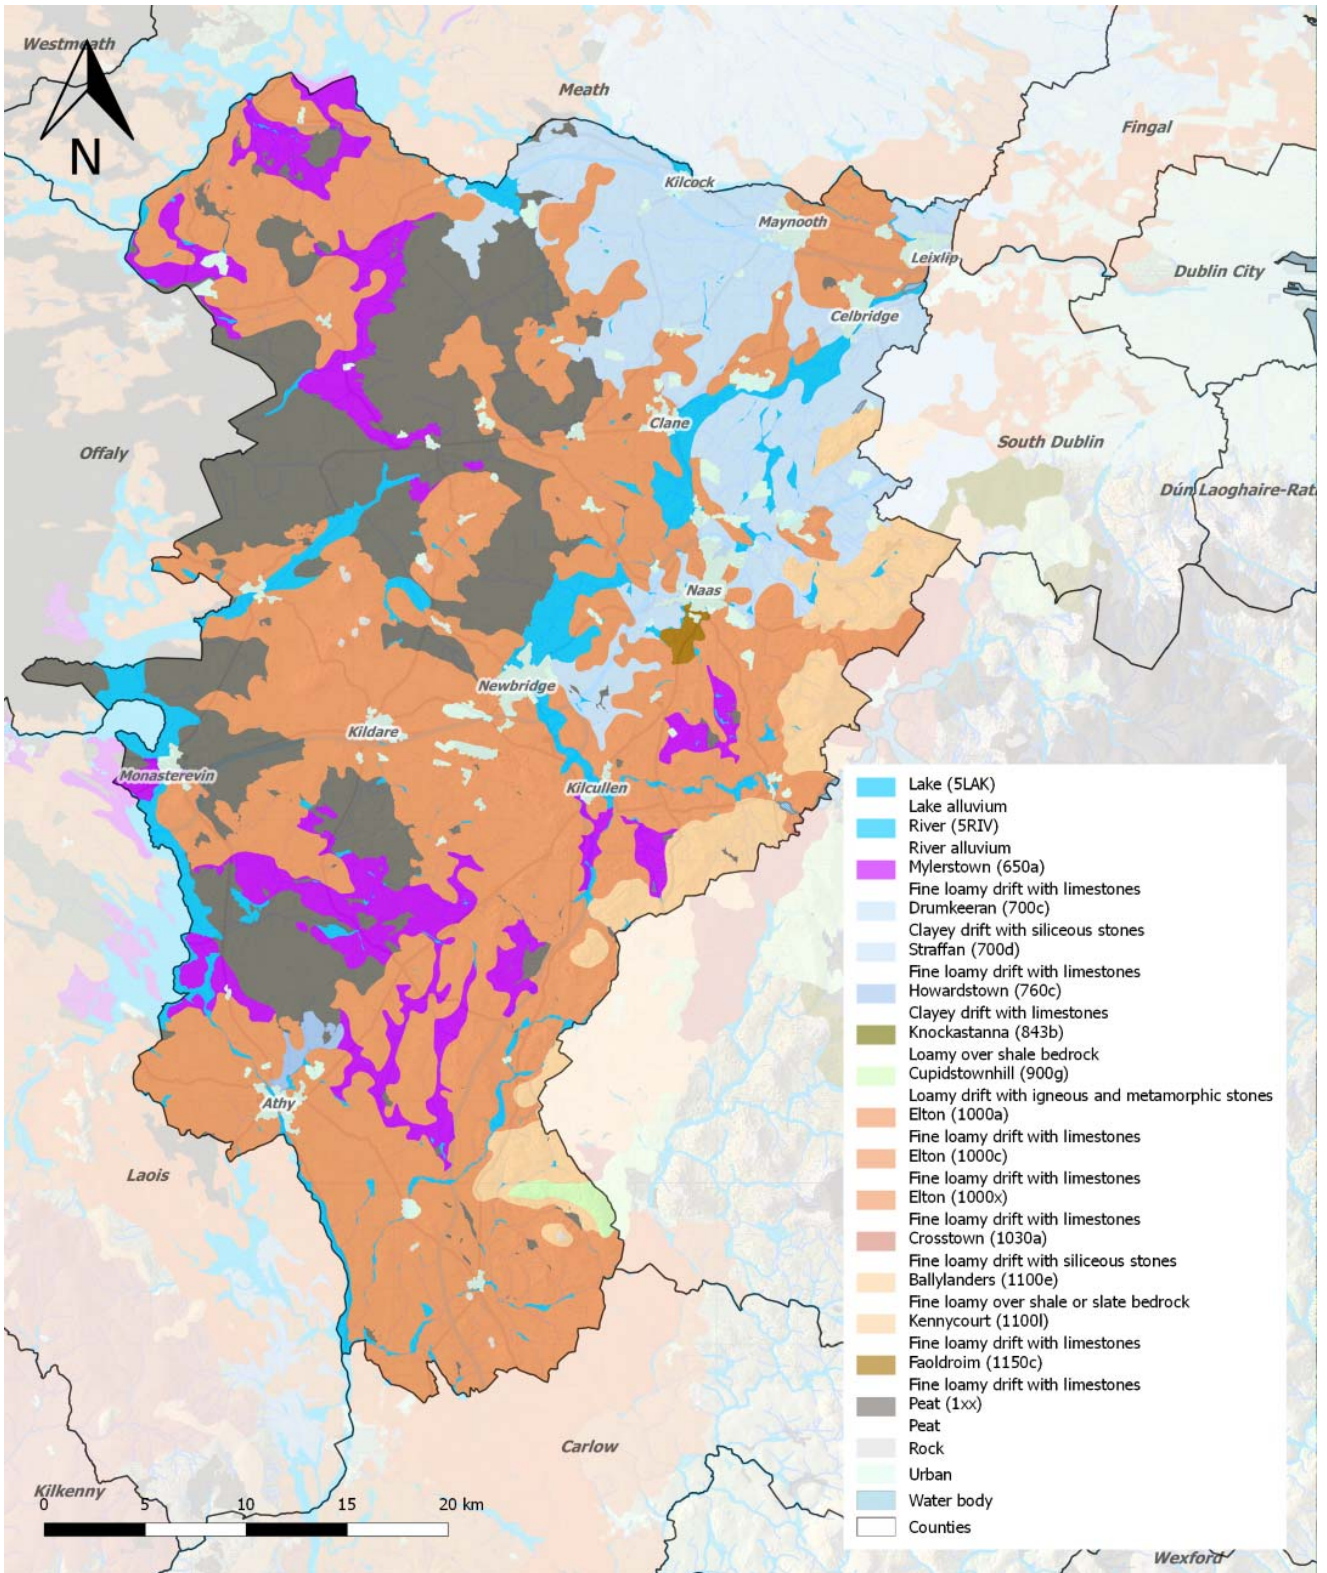 Westmeath
Meath
Fingal
N
Kilcock
Maynooth
Leixlip
Dublin City
Celbridge
Clane
South Dublin
Offaly
Dún Laoghaire-Rat
Naas
Newbridge
Kildare
Monasterevin
Kilcullen
Lake (5LAK)
Lake alluvium
River (5RIV)
River alluvium
Mylerstown (650a)
Fine loamy drift with limestones
Drumkeeran (700c)
Clayey drift with siliceous stones
Straffan (700d)
Fine loamy drift with limestones
Howardstown (760c)
Clayey drift with limestones
Knockastanna (843b)
Loamy over shale bedrock
Cupidstownhill (900g)
Loamy drift with igneous and metamorphic stones
Elton (1000a)
Fine loamy drift with limestones
Elton (1000c)
Fine loamy drift with limestones
Elton (1000x)
Fine loamy drift with limestones
Crosstown (1030a)
Fine loamy drift with siliceous stones
Ballylanders (1100e)
Fine loamy over shale or slate bedrock
Kennycourt (1100l)
Fine loamy drift with limestones
Faoldroim (1150c)
Fine loamy drift with limestones
Peat (1xx)
Peat
Rock
Urban
Water body
Counties
Athy
Laois
Carlow
Kilkenny
0 5 10 15 20 km
Wexford